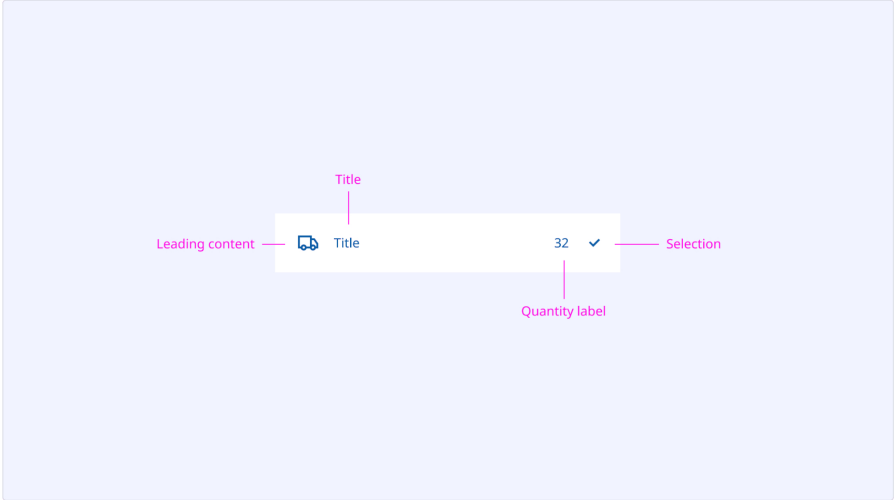 Title
Leading content
Title
32
Selection
Quantity label